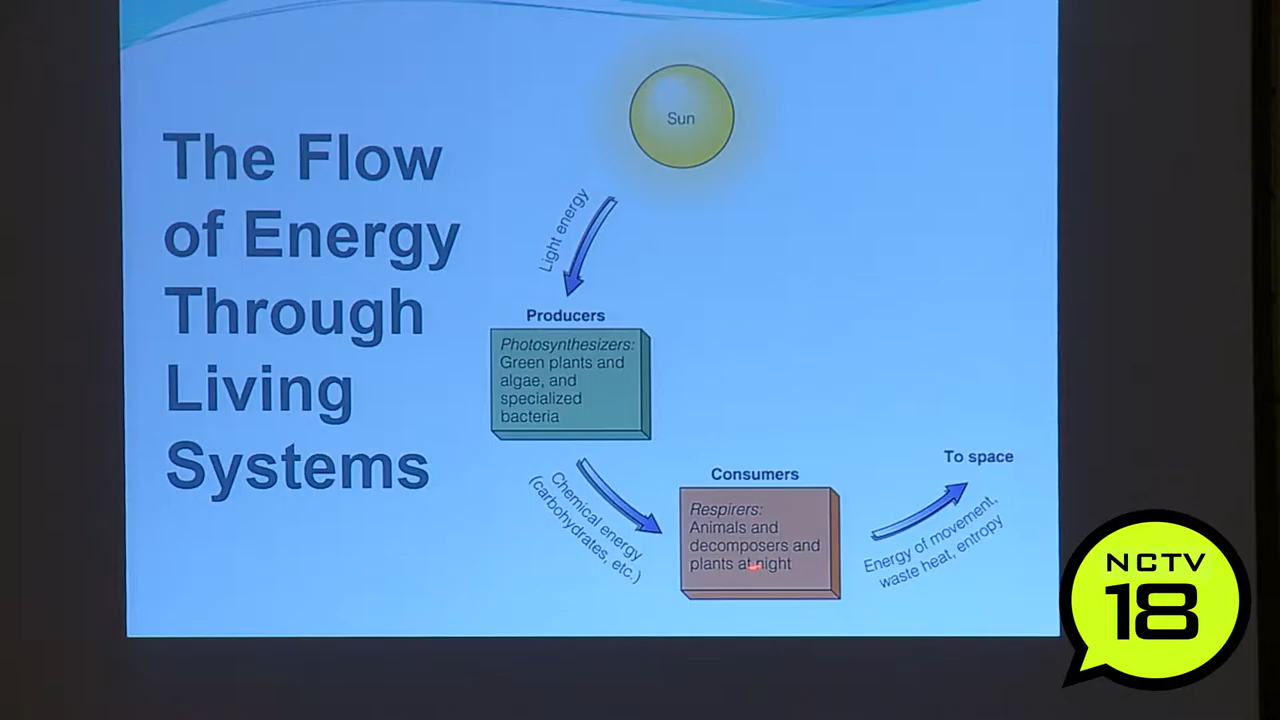 The Flow
of Energy
Through
Living
Systems
Sun
Light energy
Producers
Photosynthesizers:
Green plants and
algae, and
specialized
bacteria
Chemical energy
(carbohydrates, etc.)
Consumers
Respirers:
Animals and
decomposers and
plants at night
To space
Energy of movement,
waste heat, entropy
NCTV
18